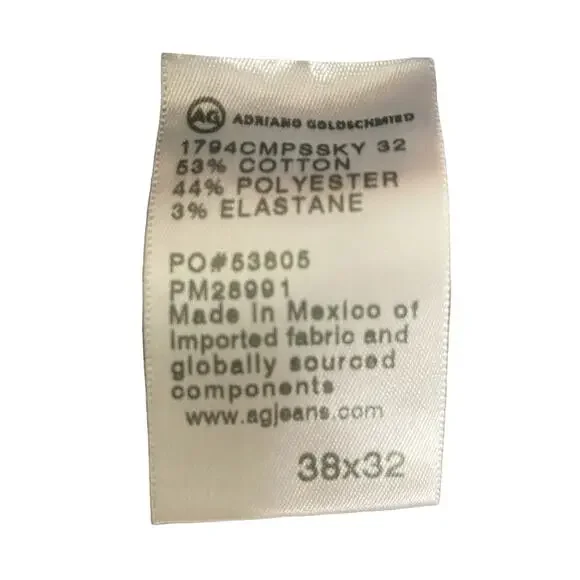 AG ADRIANO GOLDSCHMIED
1794CMPSSKY 32
53% COTTON
44% POLYESTER
3% ELASTANE
PO#53805
PM28991
Made in Mexico of
imported fabric and
globally sourced
components
www.agjeans.com
38x32